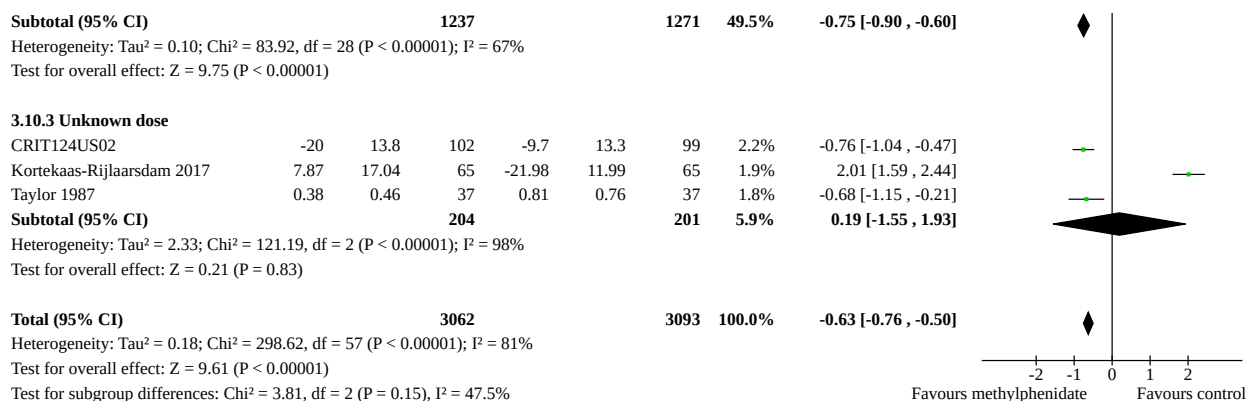 Subtotal (95% CI) 1237 1271 49.5% -0.75 [-0.90 , -0.60]
Heterogeneity: Tau² = 0.10; Chi² = 83.92, df = 28 (P < 0.00001); I² = 67%
Test for overall effect: Z = 9.75 (P < 0.00001)
3.10.3 Unknown dose
CRIT124US02 -20 13.8 102 -9.7 13.3 99 2.2% -0.76 [-1.04 , -0.47]
Kortekaas-Rijlaarsdam 2017 7.87 17.04 65 -21.98 11.99 65 1.9% 2.01 [1.59 , 2.44]
Taylor 1987 0.38 0.46 37 0.81 0.76 37 1.8% -0.68 [-1.15 , -0.21]
Subtotal (95% CI) 204 201 5.9% 0.19 [-1.55 , 1.93]
Heterogeneity: Tau² = 2.33; Chi² = 121.19, df = 2 (P < 0.00001); I² = 98%
Test for overall effect: Z = 0.21 (P = 0.83)
Total (95% CI) 3062 3093 100.0% -0.63 [-0.76 , -0.50]
Heterogeneity: Tau² = 0.18; Chi² = 298.62, df = 57 (P < 0.00001); I² = 81%
Test for overall effect: Z = 9.61 (P < 0.00001)
-2 -1 0 1 2
Test for subgroup differences: Chi² = 3.81, df = 2 (P = 0.15), I² = 47.5%
Favours methylphenidate Favours control